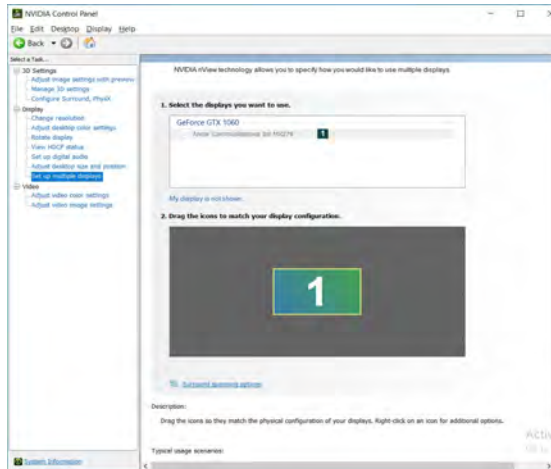 NVIDIA Control Panel
File Edit Desktop Display Help
Back
Select a Task...
3D Settings
Adjust image settings with preview
Manage 3D settings
Configure Surround, PhysX
Display
Change resolution
Adjust desktop color settings
Rotate display
View HDCP status
Set up digital audio
Adjust desktop size and position
Set up multiple displays
Video
Adjust video color settings
Adjust video image settings
System Information
NVIDIA nView technology allows you to specify how you would like to use multiple displays.
1. Select the displays you want to use.
GeForce GTX 1060
1
My display is not shown.
2. Drag the icons to match your display configuration.
1
Surround spanning options
Description:
Drag the icons so they match the physical configuration of your displays. Right-click on an icon for additional options.
Typical usage scenarios: